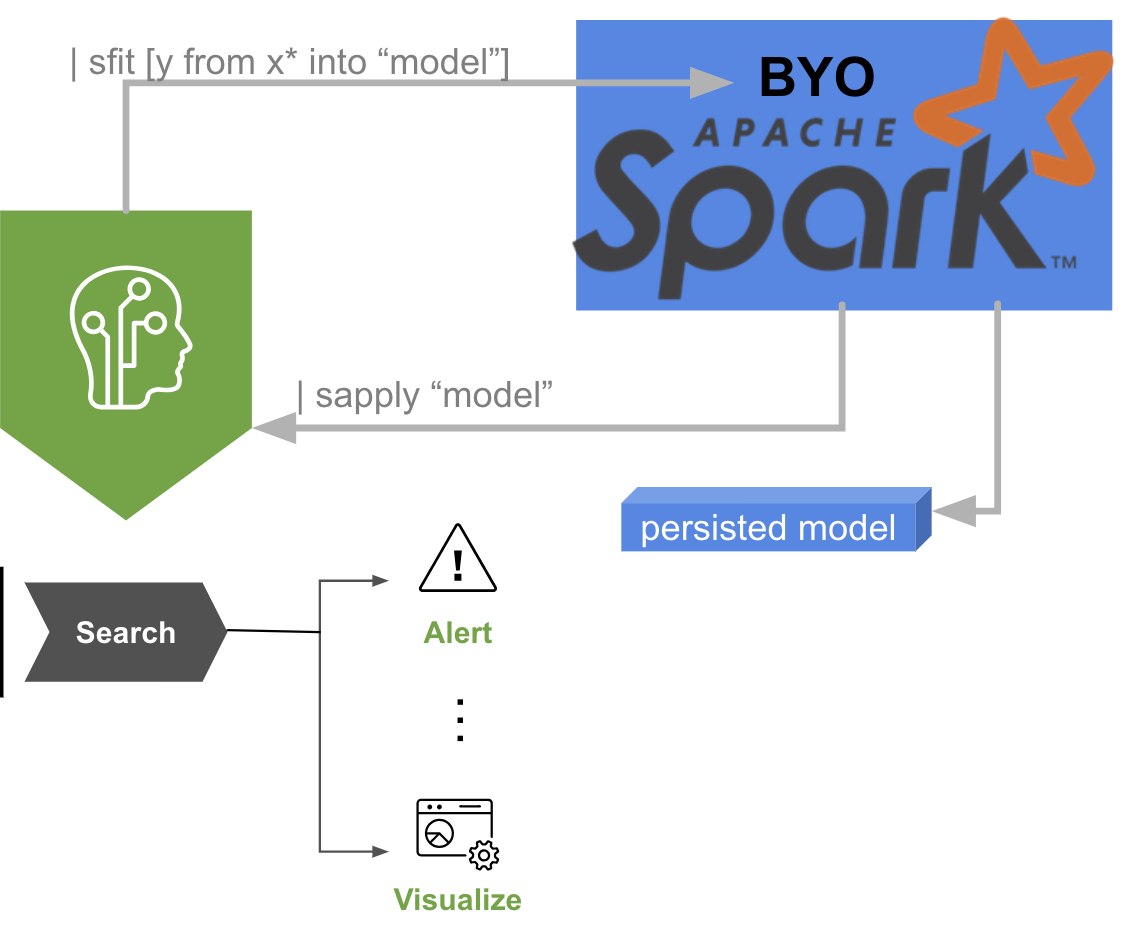 | sfit [y from x* into “model”]
BYO
APACHE
Spark™
| sapply “model”
persisted model
Search
Alert
Visualize